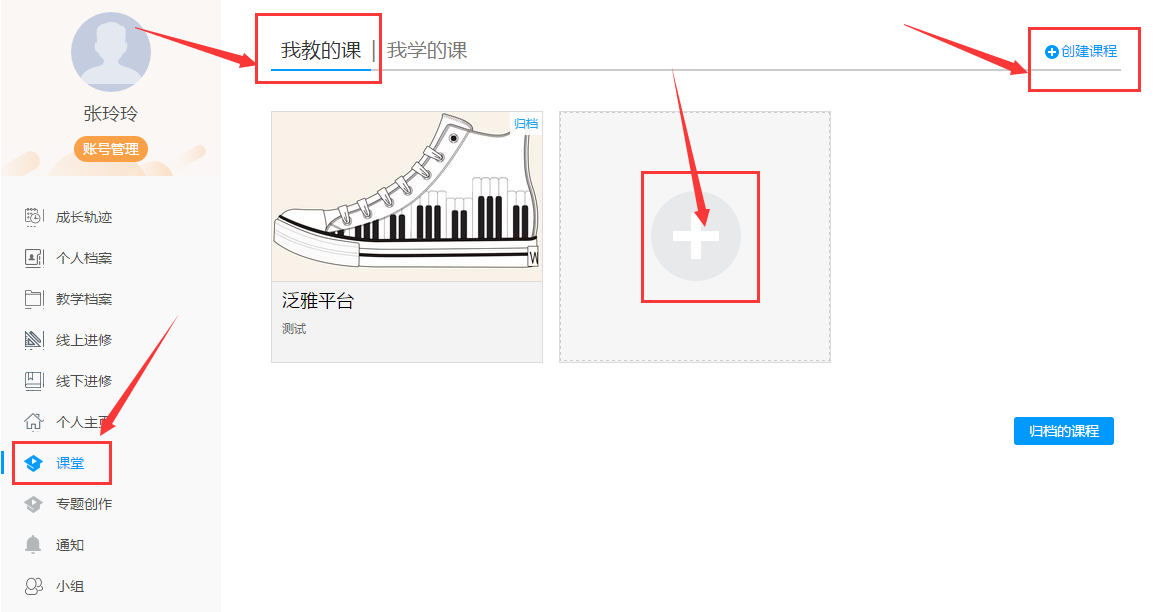 张玲玲
账号管理
成长轨迹
个人档案
教学档案
线上进修
线下进修
个人主页
课堂
专题创作
通知
小组
我教的课 | 我学的课
创建课程
归档
W
泛雅平台
测试
归档的课程